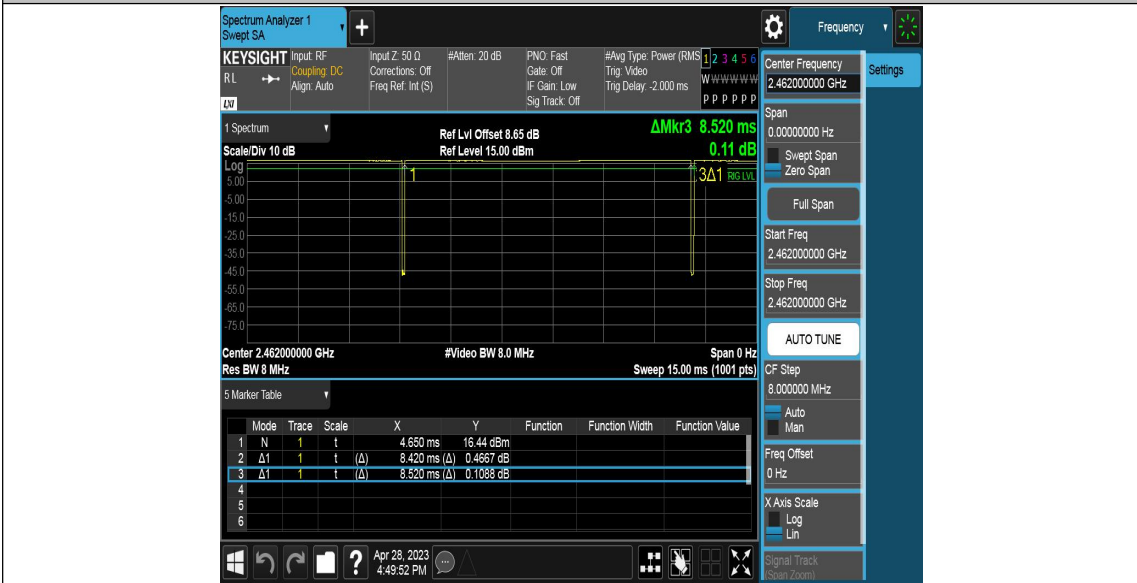 Spectrum Analyzer 1
Swept SA
+
Frequency
KEYSIGHT
RL
LXI
Input: RF
Coupling: DC
Align: Auto
Input Z: 50 Ω
Corrections: Off
Freq Ref: Int (S)
#Atten: 20 dB
PNO: Fast
Gate: Off
IF Gain: Low
Sig Track: Off
#Avg Type: Power (RMS
Trig: Video
Trig Delay: -2.000 ms
1 2 3 4 5 6
W W W W W W
P P P P P P
1 Spectrum
Scale/Div 10 dB
Ref Lvl Offset 8.65 dB
Ref Level 15.00 dBm
ΔMkr3 8.520 ms
0.11 dB
Log
5.00
-5.00
-15.0
-25.0
-35.0
-45.0
-55.0
-65.0
-75.0
1
3Δ1
RIG LVL
Center 2.462000000 GHz
#Video BW 8.0 MHz
Span 0 Hz
Res BW 8 MHz
Sweep 15.00 ms (1001 pts)
5 Marker Table
Mode Trace Scale X Y Function Function Width Function Value
1 N 1 t 4.650 ms 16.44 dBm
2 Δ1 1 t (Δ) 8.420 ms (Δ) 0.4667 dB
3 Δ1 1 t (Δ) 8.520 ms (Δ) 0.1088 dB
4
5
6
?
Apr 28, 2023
4:49:52 PM
Center Frequency
2.462000000 GHz
Settings
Span
0.00000000 Hz
Swept Span
Zero Span
Full Span
Start Freq
2.462000000 GHz
Stop Freq
2.462000000 GHz
AUTO TUNE
CF Step
8.000000 MHz
Auto
Man
Freq Offset
0 Hz
X Axis Scale
Log
Lin
Signal Track
(Span Zoom)